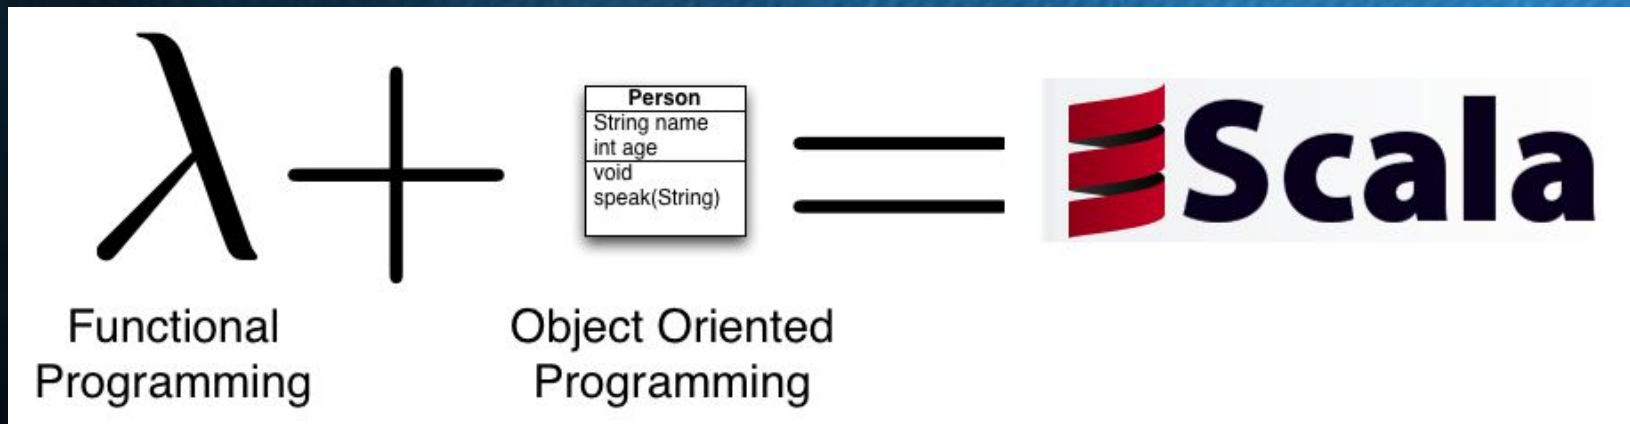 λ
Person
String name
int age
void
speak(String)
Scala
Functional
Programming
Object Oriented
Programming